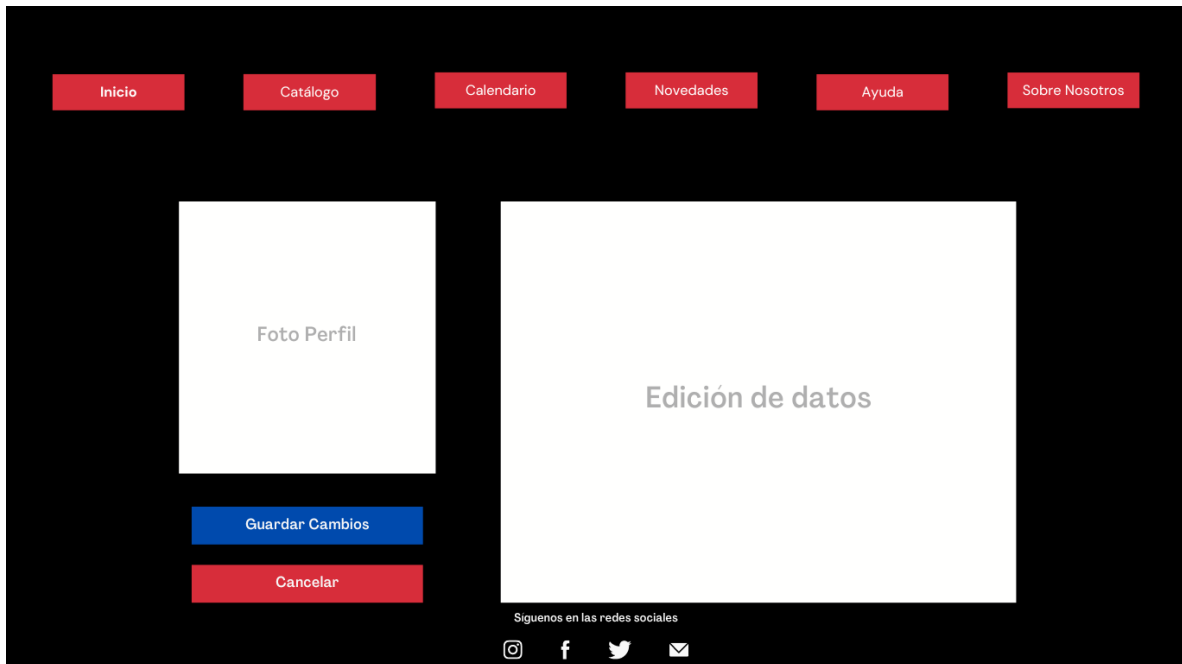 Inicio
Catálogo
Calendario
Novedades
Ayuda
Sobre Nosotros
Foto Perfil
Edición de datos
Guardar Cambios
Cancelar
Síguenos en las redes sociales